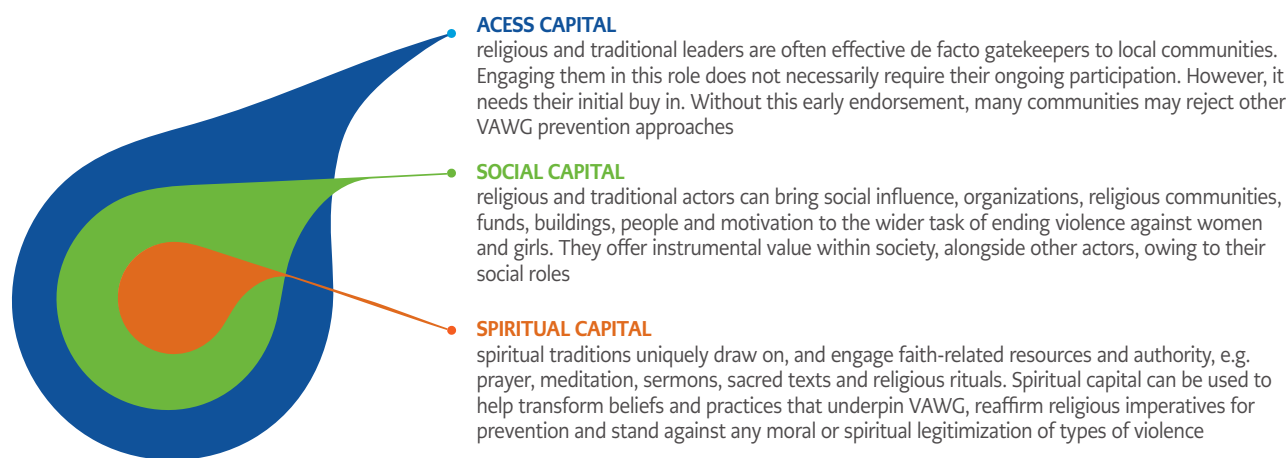 ACESS CAPITAL
religious and traditional leaders are often effective de facto gatekeepers to local communities.
Engaging them in this role does not necessarily require their ongoing participation. However, it
needs their initial buy in. Without this early endorsement, many communities may reject other
VAWG prevention approaches
SOCIAL CAPITAL
religious and traditional actors can bring social influence, organizations, religious communities,
funds, buildings, people and motivation to the wider task of ending violence against women
and girls. They offer instrumental value within society, alongside other actors, owing to their
social roles
SPIRITUAL CAPITAL
spiritual traditions uniquely draw on, and engage faith-related resources and authority, e.g.
prayer, meditation, sermons, sacred texts and religious rituals. Spiritual capital can be used to
help transform beliefs and practices that underpin VAWG, reaffirm religious imperatives for
prevention and stand against any moral or spiritual legitimization of types of violence